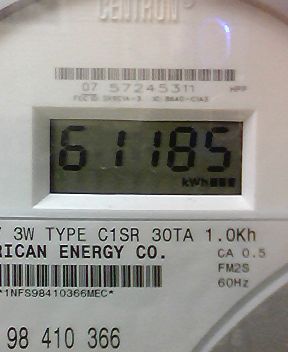 CENTRON®
07 57245311
61185
kWh
3W TYPE C1SR 30TA 1.0Kh
RICAN ENERGY CO.
CA 0.5
FM2S
60Hz
*1NFS98410366MEC*
98 410 366